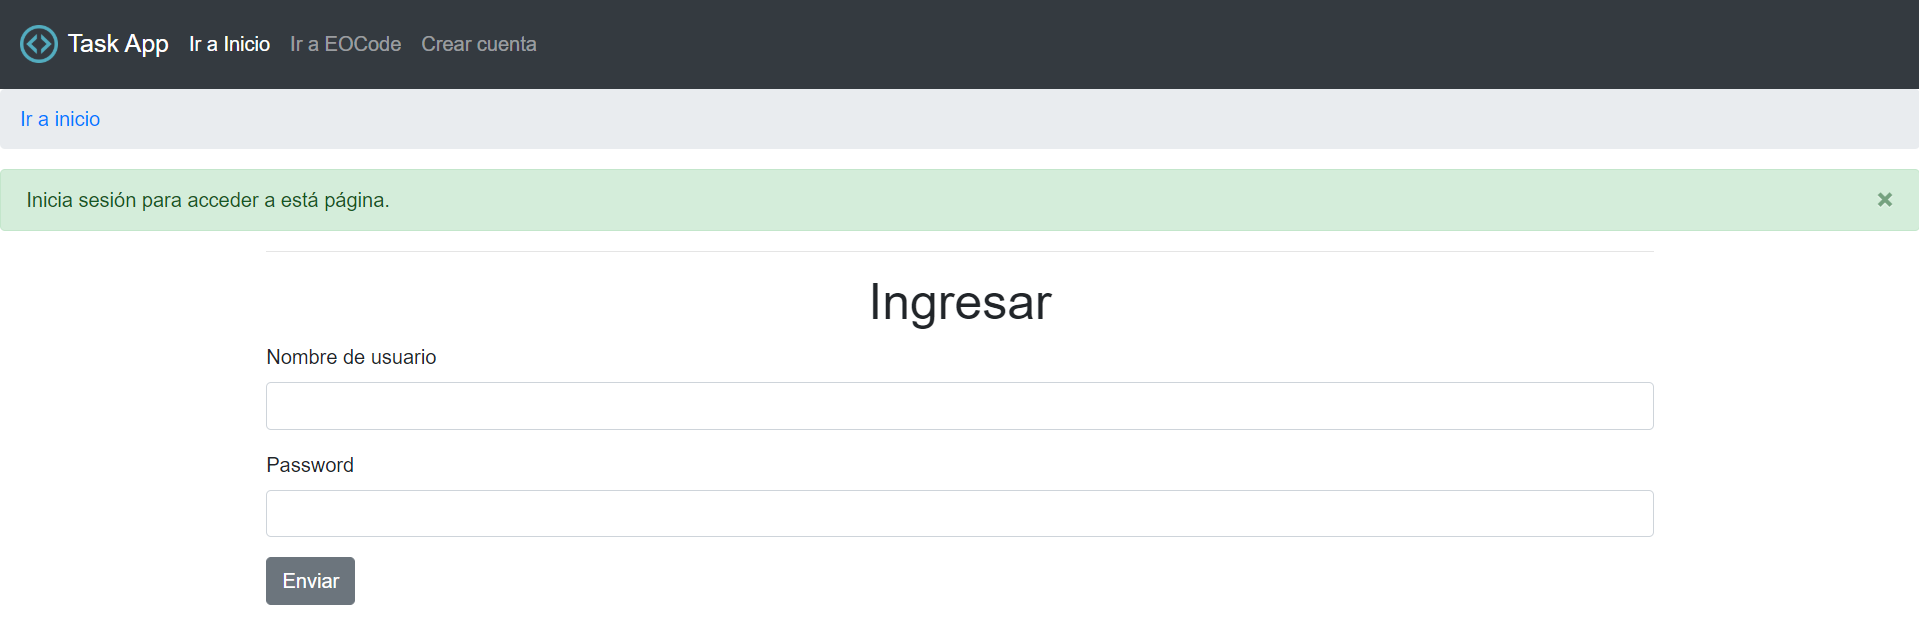 Task App Ir a Inicio Ir a EOCode Crear cuenta
Ir a inicio
Inicia sesión para acceder a está página. ×
Ingresar
Nombre de usuario
Password
Enviar